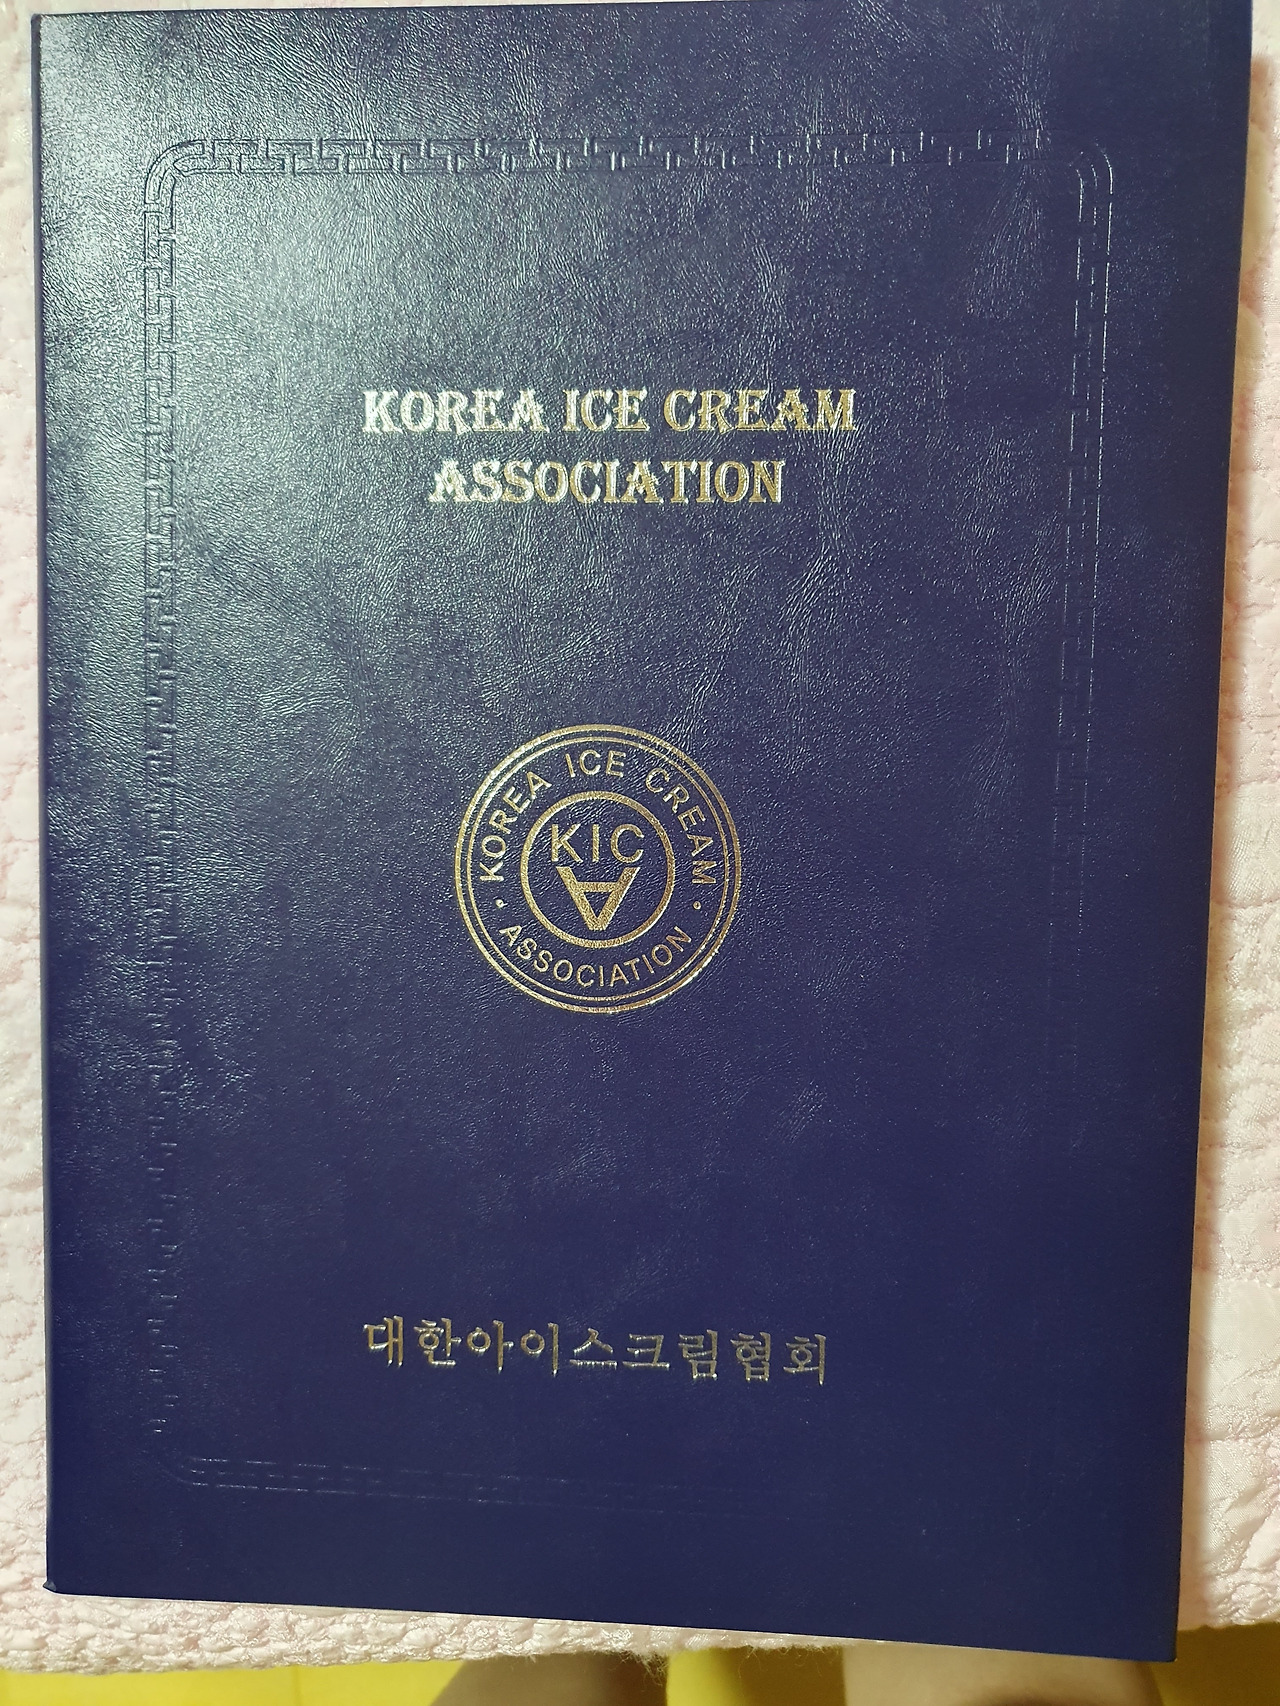 KOREA ICE CREAM
ASSOCIATION
KOREA ICE CREAM
KIC
A
ASSOCIATION
대한아이스크림협회